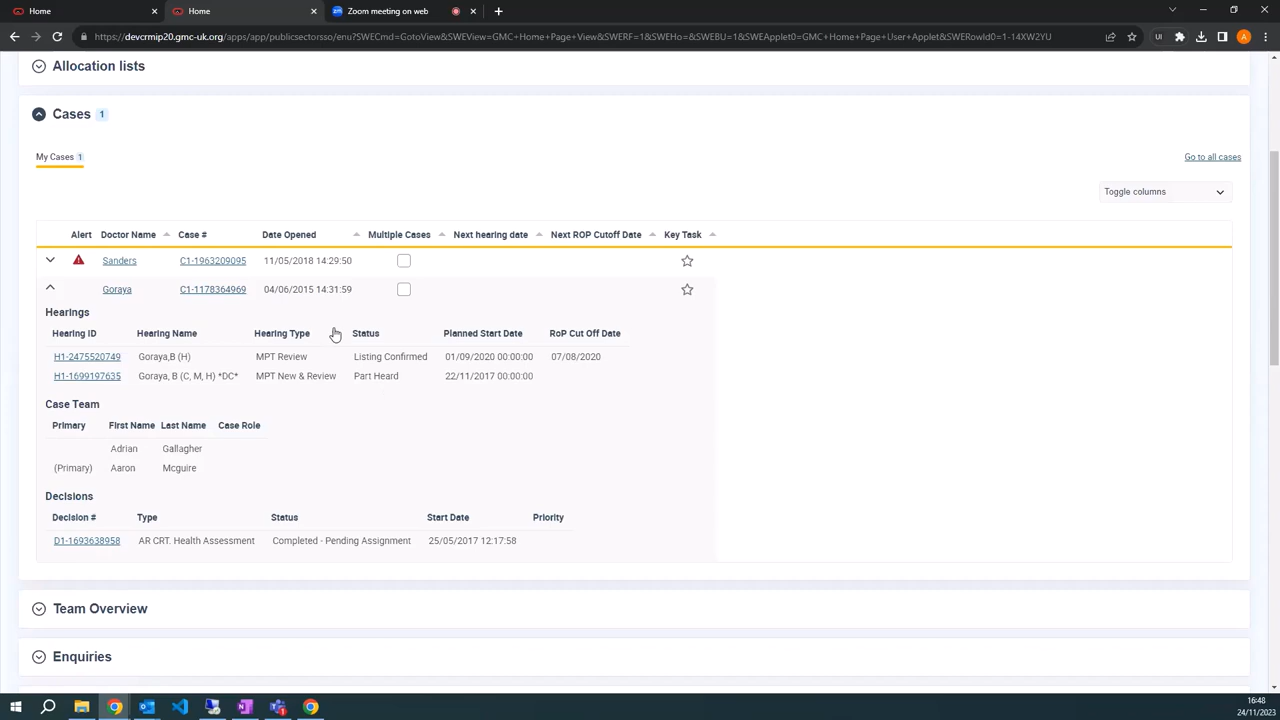 Home
Home
Zoom meeting on web
https://devcrmip20.gmc-uk.org/apps/app/publicsectorsso/enu?SWECmd=GotoView&SWEView=GMC+Home+Page+View&SWERF=1&SWEHo=&SWEBU=1&SWEApplet0=GMC+Home+Page+User+Applet&SWERowId0=1-14XW2YU
UI
A
Allocation lists
Cases 1
My Cases 1
Go to all cases
Toggle columns
Alert Doctor Name Case # Date Opened Multiple Cases Next hearing date Next ROP Cutoff Date Key Task
Sanders C1-1963209095 11/05/2018 14:29:50
Goraya C1-1178364969 04/06/2015 14:31:59
Hearings
Hearing ID Hearing Name Hearing Type Status Planned Start Date RoP Cut Off Date
H1-2475520749 Goraya,B (H) MPT Review Listing Confirmed 01/09/2020 00:00:00 07/08/2020
H1-1699197635 Goraya, B (C, M, H) *DC* MPT New & Review Part Heard 22/11/2017 00:00:00
Case Team
Primary First Name Last Name Case Role
Adrian Gallagher
(Primary) Aaron Mcguire
Decisions
Decision # Type Status Start Date Priority
D1-1693638958 AR CRT. Health Assessment Completed - Pending Assignment 25/05/2017 12:17:58
Team Overview
Enquiries
16:48
24/11/2023